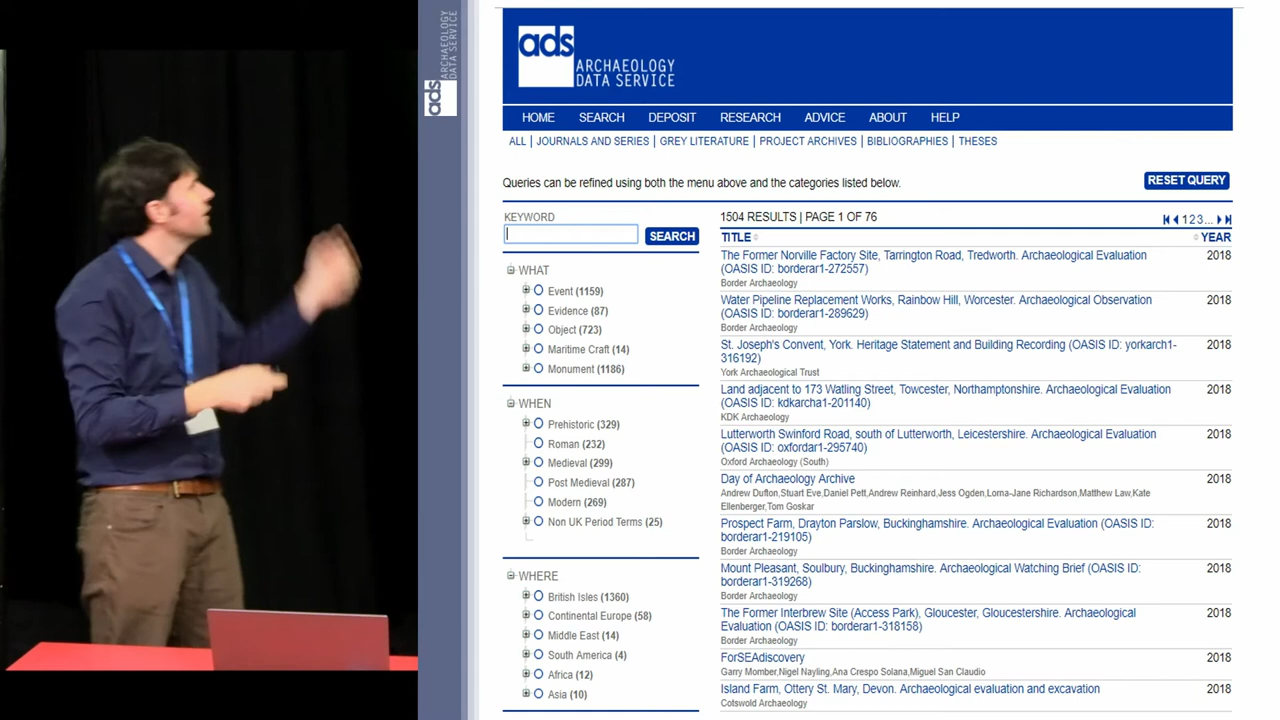 ads
ARCHAEOLOGY
DATA SERVICE
ads
ARCHAEOLOGY
DATA SERVICE
HOME SEARCH DEPOSIT RESEARCH ADVICE ABOUT HELP
ALL | JOURNALS AND SERIES | GREY LITERATURE | PROJECT ARCHIVES | BIBLIOGRAPHIES | THESES
Queries can be refined using both the menu above and the categories listed below.
RESET QUERY
KEYWORD
SEARCH
WHAT
Event (1159)
Evidence (87)
Object (723)
Maritime Craft (14)
Monument (1186)
WHEN
Prehistoric (329)
Roman (232)
Medieval (299)
Post Medieval (287)
Modern (269)
Non UK Period Terms (25)
WHERE
British Isles (1360)
Continental Europe (58)
Middle East (14)
South America (4)
Africa (12)
Asia (10)
1504 RESULTS | PAGE 1 OF 76
1 2 3 ...
TITLE YEAR
The Former Norville Factory Site, Tarrington Road, Tredworth. Archaeological Evaluation 2018
(OASIS ID: borderar1-272557)
Border Archaeology
Water Pipeline Replacement Works, Rainbow Hill, Worcester. Archaeological Observation 2018
(OASIS ID: borderar1-289629)
Border Archaeology
St. Joseph's Convent, York. Heritage Statement and Building Recording (OASIS ID: yorkarch1- 2018
316192)
York Archaeological Trust
Land adjacent to 173 Watling Street, Towcester, Northamptonshire. Archaeological Evaluation 2018
(OASIS ID: kdkarcha1-201140)
KDK Archaeology
Lutterworth Swinford Road, south of Lutterworth, Leicestershire. Archaeological Evaluation 2018
(OASIS ID: oxfordar1-295740)
Oxford Archaeology (South)
Day of Archaeology Archive 2018
Andrew Dufton,Stuart Eve,Daniel Pett,Andrew Reinhard,Jess Ogden,Lorna-Jane Richardson,Matthew Law,Kate
Ellenberger,Tom Goskar
Prospect Farm, Drayton Parslow, Buckinghamshire. Archaeological Evaluation (OASIS ID: 2018
borderar1-219105)
Border Archaeology
Mount Pleasant, Soulbury, Buckinghamshire. Archaeological Watching Brief (OASIS ID: 2018
borderar1-319268)
Border Archaeology
The Former Interbrew Site (Access Park), Gloucester, Gloucestershire. Archaeological 2018
Evaluation (OASIS ID: borderar1-318158)
Border Archaeology
ForSEAdiscovery 2018
Garry Momber,Nigel Nayling,Ana Crespo Solana,Miguel San Claudio
Island Farm, Ottery St. Mary, Devon. Archaeological evaluation and excavation 2018
Cotswold Archaeology